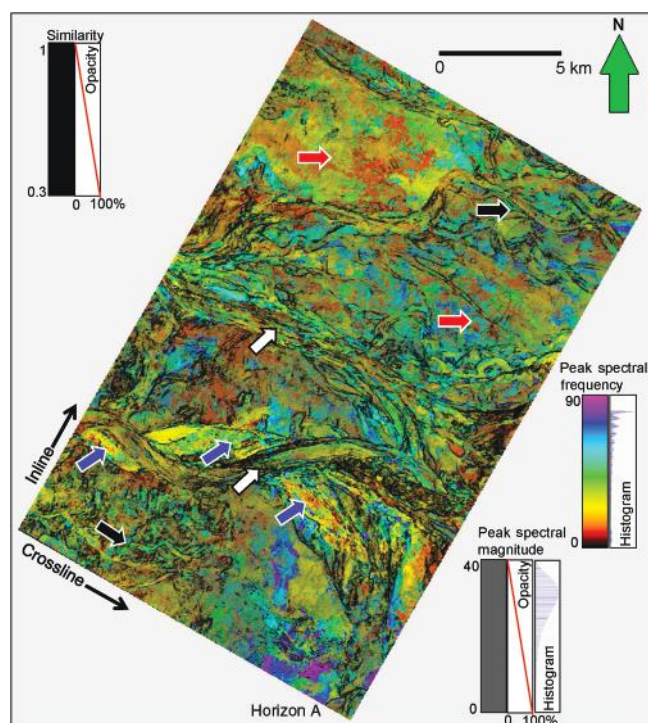 Similarity
1
Opacity
0.3
0
100%
0
5 km
N
Peak spectral
frequency
90
Histogram
0
Inline
Crossline
Peak spectral
magnitude
40
Opacity
Histogram
0
0
100%
Horizon A